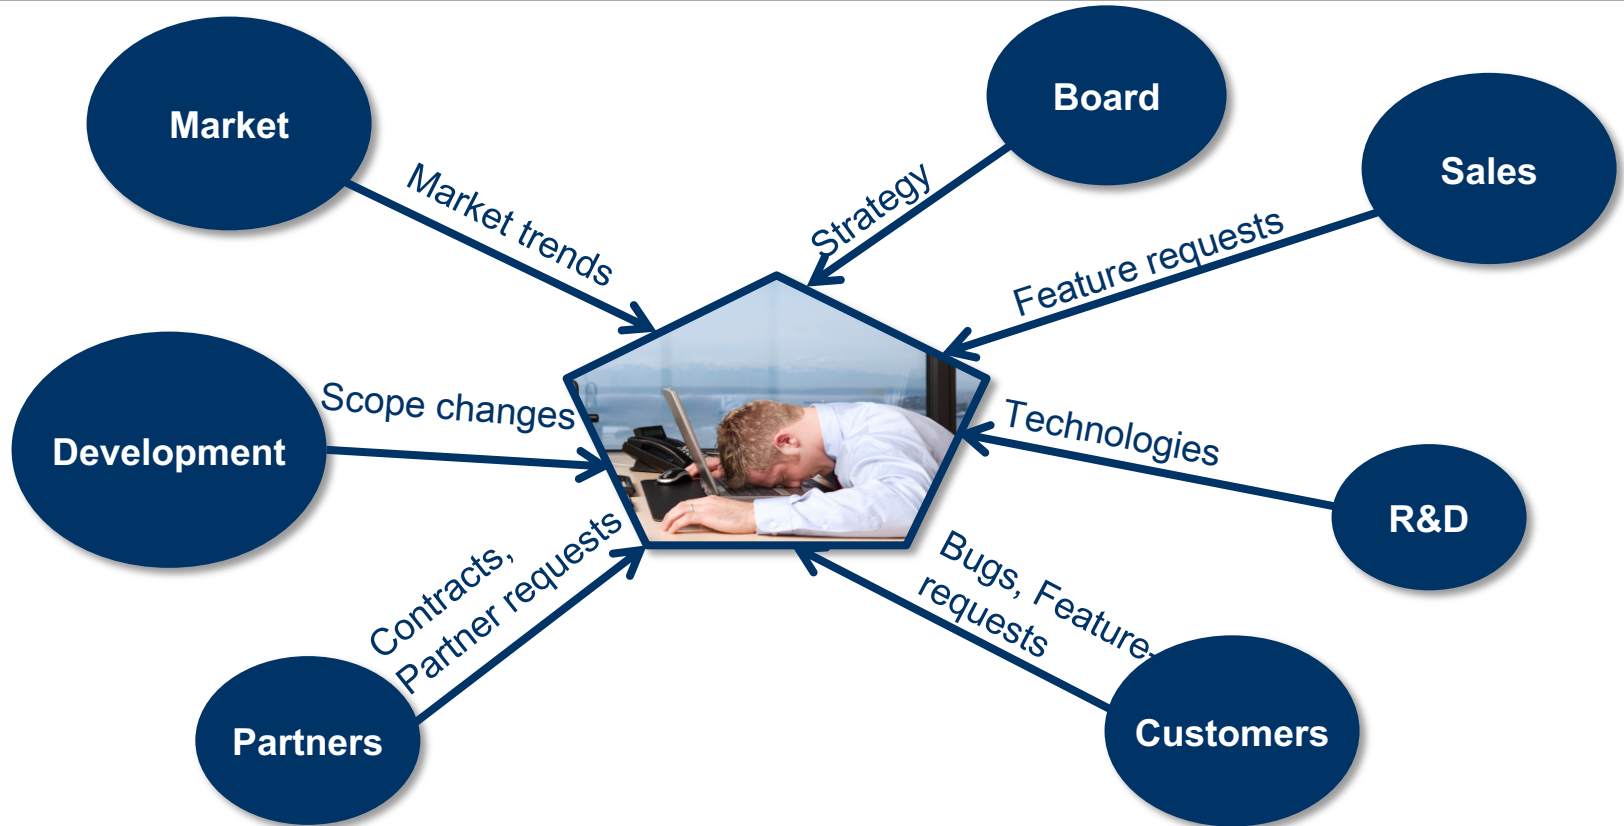 Market
Board
Sales
Market trends
Strategy
Feature requests
Development
Scope changes
Technologies
R&D
Contracts,
Partner requests
Bugs, Feature-
requests
Partners
Customers